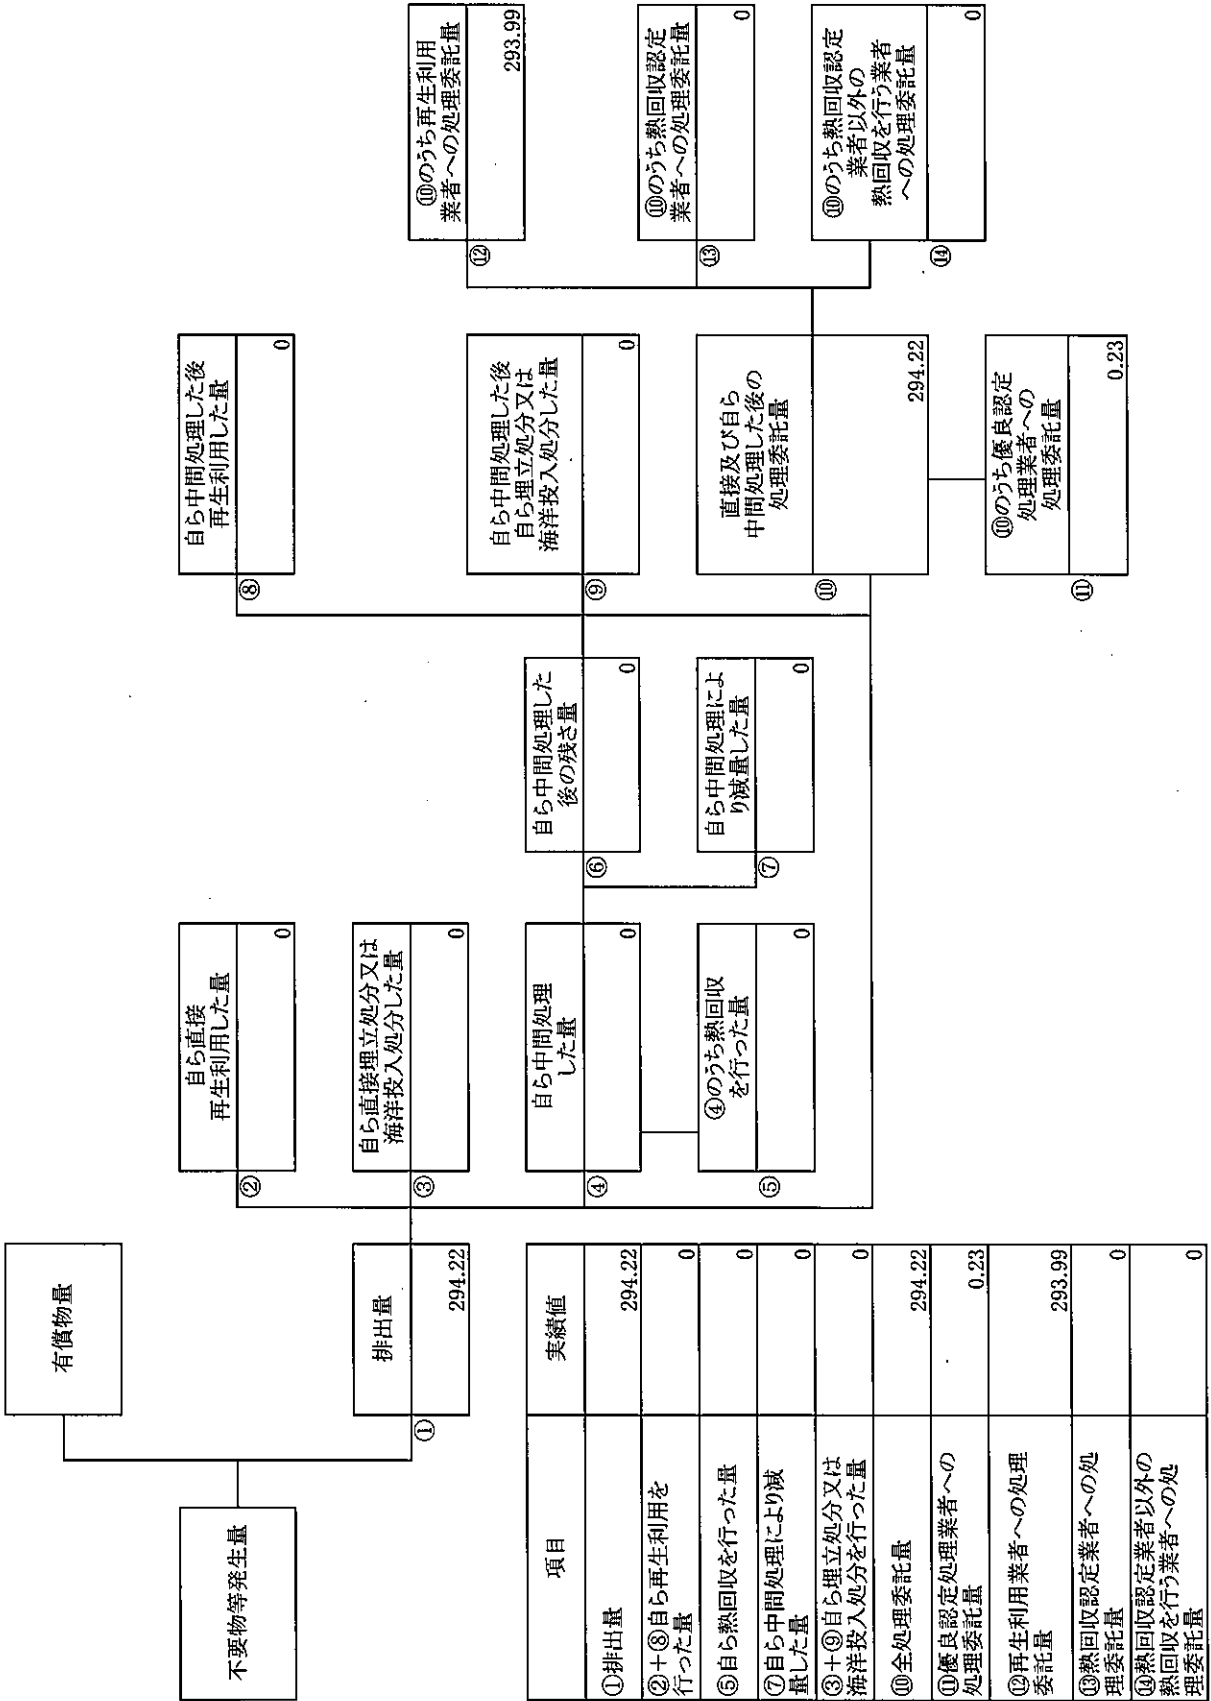 不要物等発生量
有償物量
①
排出量
294.22
②
自ら直接
再生利用した量
0
③
自ら直接埋立処分又は
海洋投入処分した量
0
④
自ら中間処理
した量
0
⑤
④のうち熱回収
を行った量
0
⑥
自ら中間処理した
後の残さ量
0
⑦
自ら中間処理によ
り減量した量
0
⑧
自ら中間処理した後
再生利用した量
0
⑨
自ら中間処理した後
自ら埋立処分又は
海洋投入処分した量
0
⑩
直接及び自ら
中間処理した後の
処理委託量
294.22
⑪
⑩のうち優良認定
処理業者への
処理委託量
0.23
⑫
⑩のうち再生利用
業者への処理委託量
293.99
⑬
⑩のうち熱回収認定
業者への処理委託量
0
⑭
⑩のうち熱回収認定
業者以外の
熱回収を行う業者
への処理委託量
0
項目 実績値
①排出量 294.22
②+⑧自ら再生利用を
行った量 0
⑤自ら熱回収を行った量 0
⑦自ら中間処理により減
量した量 0
③+⑨自ら埋立処分又は
海洋投入処分を行った量 0
⑩全処理委託量 294.22
⑪優良認定処理業者への
処理委託量 0.23
⑫再生利用業者への処理
委託量 293.99
⑬熱回収認定業者への処
理委託量 0
⑭熱回収認定業者以外の
熱回収を行う業者への処
理委託量 0